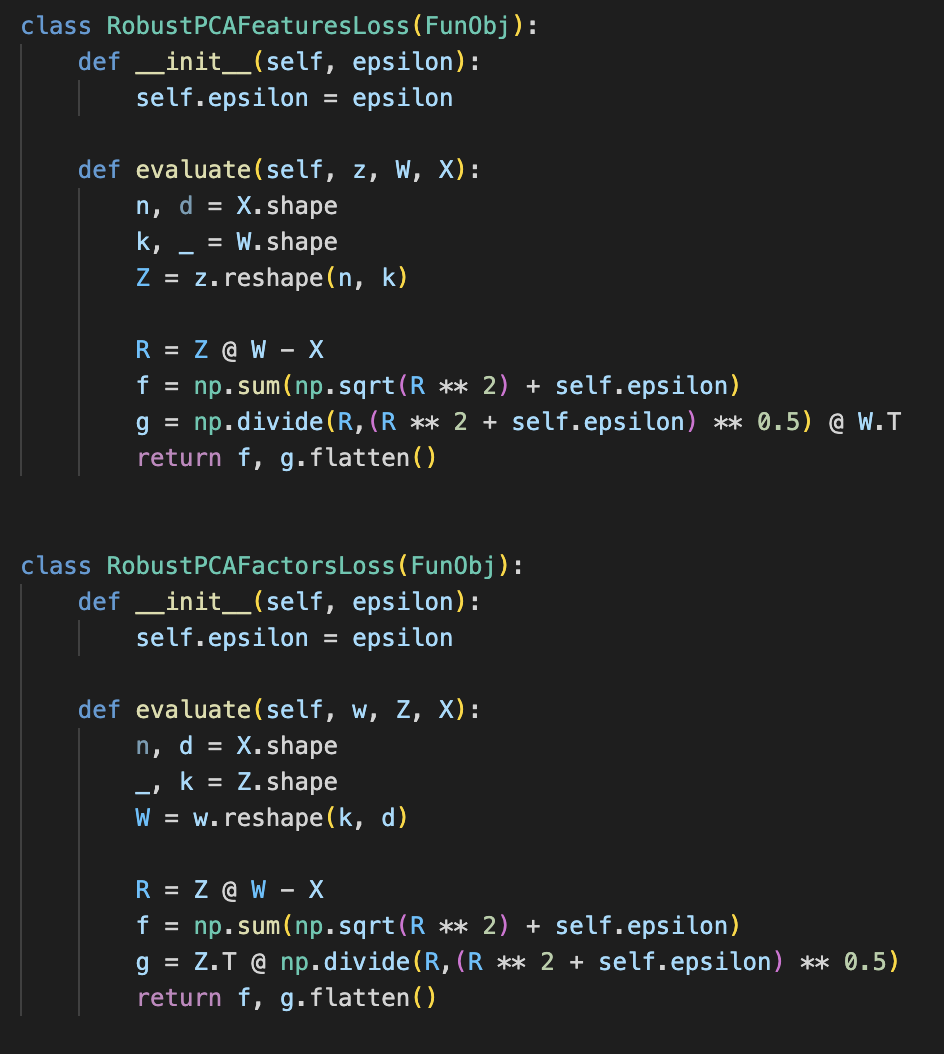 class RobustPCAFeaturesLoss(FunObj):
    def __init__(self, epsilon):
        self.epsilon = epsilon

    def evaluate(self, z, W, X):
        n, d = X.shape
        k, _ = W.shape
        Z = z.reshape(n, k)

        R = Z @ W - X
        f = np.sum(np.sqrt(R ** 2) + self.epsilon)
        g = np.divide(R,(R ** 2 + self.epsilon) ** 0.5) @ W.T
        return f, g.flatten()


class RobustPCAFactorsLoss(FunObj):
    def __init__(self, epsilon):
        self.epsilon = epsilon

    def evaluate(self, w, Z, X):
        n, d = X.shape
        _, k = Z.shape
        W = w.reshape(k, d)

        R = Z @ W - X
        f = np.sum(np.sqrt(R ** 2) + self.epsilon)
        g = Z.T @ np.divide(R,(R ** 2 + self.epsilon) ** 0.5)
        return f, g.flatten()